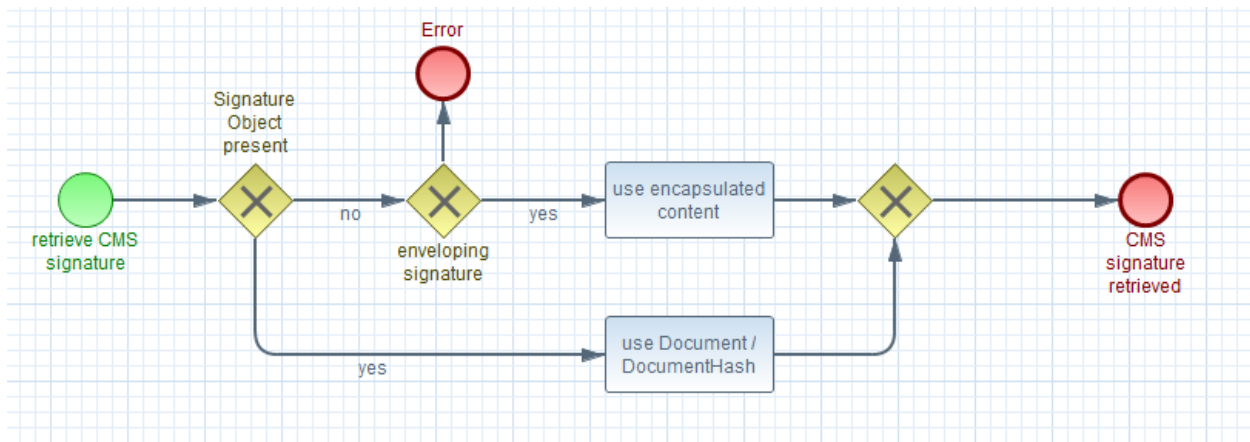 Error
Signature
Object
present
retrieve CMS
signature
no
enveloping
signature
yes
use encapsulated
content
CMS
signature
retrieved
yes
use Document /
DocumentHash